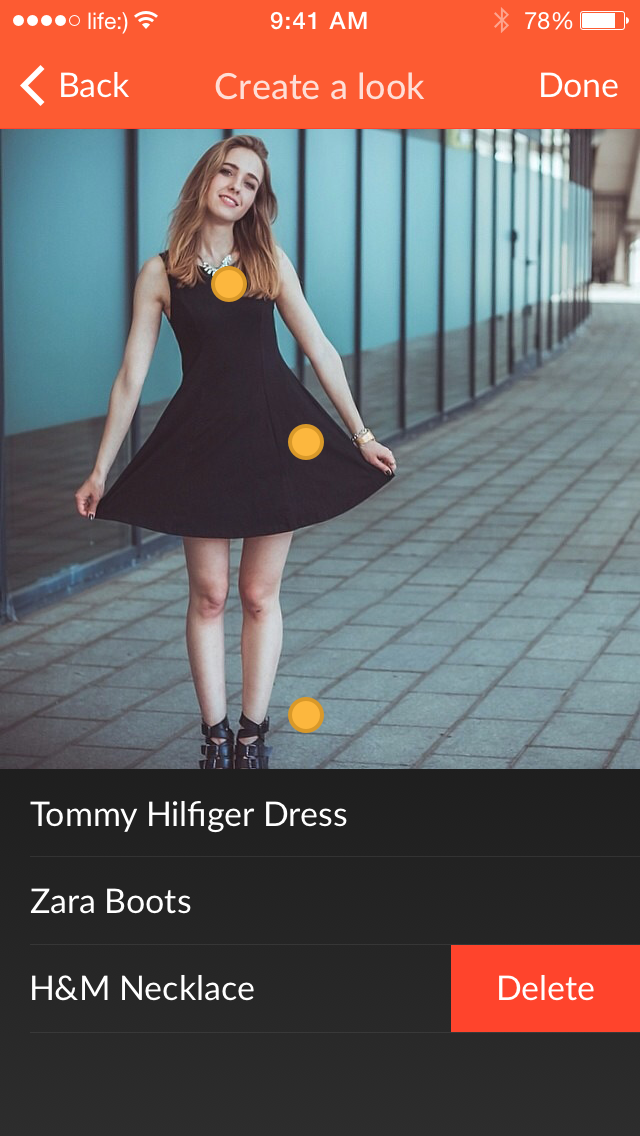 life:) 9:41 AM 78%
Back Create a look Done
Tommy Hilfiger Dress
Zara Boots
H&M Necklace Delete